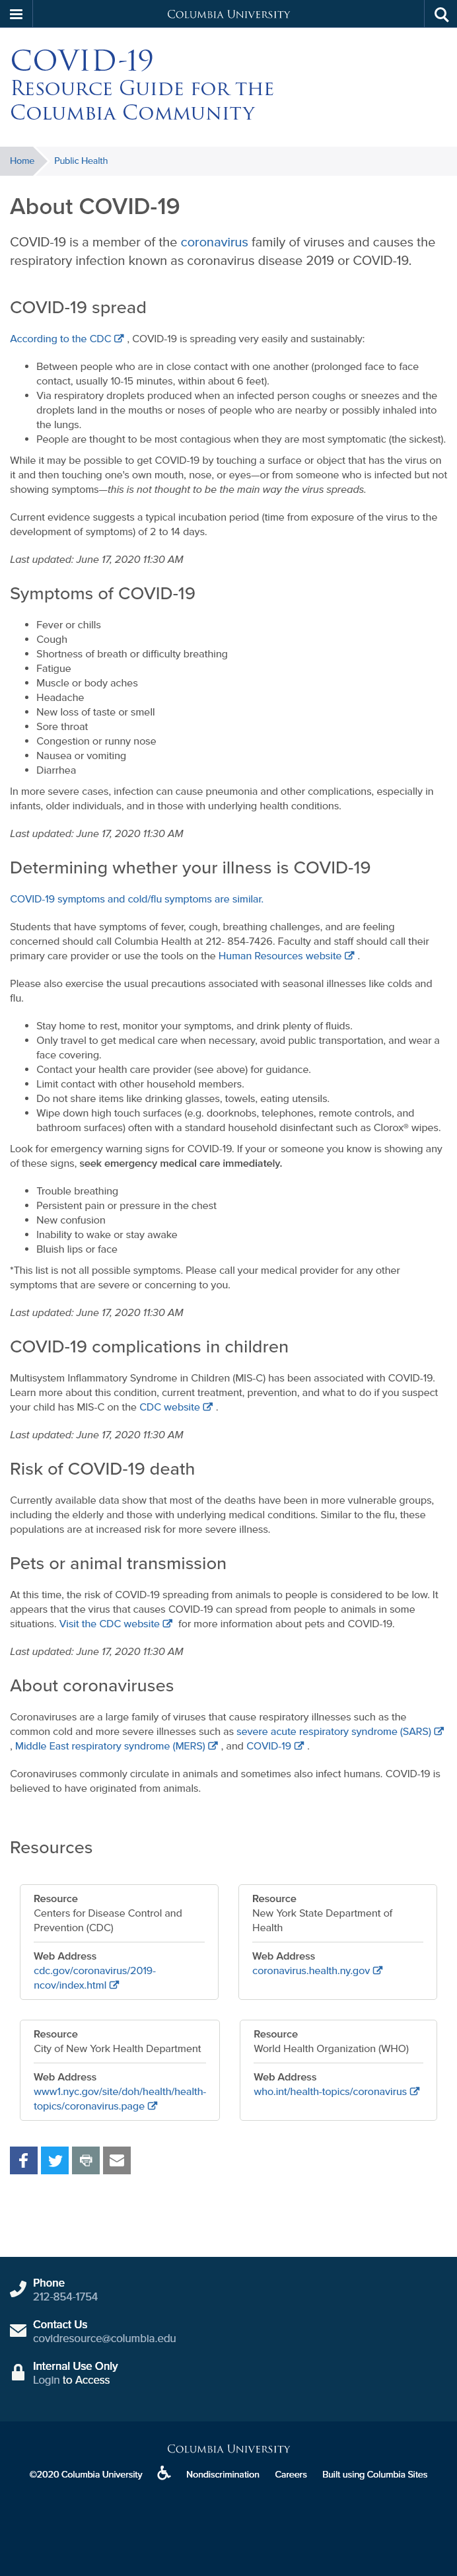 Columbia University
COVID-19
Resource Guide for the
Columbia Community
Home Public Health
About COVID-19
COVID-19 is a member of the coronavirus family of viruses and causes the
respiratory infection known as coronavirus disease 2019 or COVID-19.
COVID-19 spread
According to the CDC , COVID-19 is spreading very easily and sustainably:
Between people who are in close contact with one another (prolonged face to face
contact, usually 10-15 minutes, within about 6 feet).
Via respiratory droplets produced when an infected person coughs or sneezes and the
droplets land in the mouths or noses of people who are nearby or possibly inhaled into
the lungs.
People are thought to be most contagious when they are most symptomatic (the sickest).
While it may be possible to get COVID-19 by touching a surface or object that has the virus on
it and then touching one's own mouth, nose, or eyes—or from someone who is infected but not
showing symptoms—this is not thought to be the main way the virus spreads.
Current evidence suggests a typical incubation period (time from exposure of the virus to the
development of symptoms) of 2 to 14 days.
Last updated: June 17, 2020 11:30 AM
Symptoms of COVID-19
Fever or chills
Cough
Shortness of breath or difficulty breathing
Fatigue
Muscle or body aches
Headache
New loss of taste or smell
Sore throat
Congestion or runny nose
Nausea or vomiting
Diarrhea
In more severe cases, infection can cause pneumonia and other complications, especially in
infants, older individuals, and in those with underlying health conditions.
Last updated: June 17, 2020 11:30 AM
Determining whether your illness is COVID-19
COVID-19 symptoms and cold/flu symptoms are similar.
Students that have symptoms of fever, cough, breathing challenges, and are feeling
concerned should call Columbia Health at 212- 854-7426. Faculty and staff should call their
primary care provider or use the tools on the Human Resources website .
Please also exercise the usual precautions associated with seasonal illnesses like colds and
flu.
Stay home to rest, monitor your symptoms, and drink plenty of fluids.
Only travel to get medical care when necessary, avoid public transportation, and wear a
face covering.
Contact your health care provider (see above) for guidance.
Limit contact with other household members.
Do not share items like drinking glasses, towels, eating utensils.
Wipe down high touch surfaces (e.g. doorknobs, telephones, remote controls, and
bathroom surfaces) often with a standard household disinfectant such as Clorox® wipes.
Look for emergency warning signs for COVID-19. If your or someone you know is showing any
of these signs, seek emergency medical care immediately.
Trouble breathing
Persistent pain or pressure in the chest
New confusion
Inability to wake or stay awake
Bluish lips or face
*This list is not all possible symptoms. Please call your medical provider for any other
symptoms that are severe or concerning to you.
Last updated: June 17, 2020 11:30 AM
COVID-19 complications in children
Multisystem Inflammatory Syndrome in Children (MIS-C) has been associated with COVID-19.
Learn more about this condition, current treatment, prevention, and what to do if you suspect
your child has MIS-C on the CDC website .
Last updated: June 17, 2020 11:30 AM
Risk of COVID-19 death
Currently available data show that most of the deaths have been in more vulnerable groups,
including the elderly and those with underlying medical conditions. Similar to the flu, these
populations are at increased risk for more severe illness.
Pets or animal transmission
At this time, the risk of COVID-19 spreading from animals to people is considered to be low. It
appears that the virus that causes COVID-19 can spread from people to animals in some
situations. Visit the CDC website for more information about pets and COVID-19.
Last updated: June 17, 2020 11:30 AM
About coronaviruses
Coronaviruses are a large family of viruses that cause respiratory illnesses such as the
common cold and more severe illnesses such as severe acute respiratory syndrome (SARS)
, Middle East respiratory syndrome (MERS) , and COVID-19 .
Coronaviruses commonly circulate in animals and sometimes also infect humans. COVID-19 is
believed to have originated from animals.
Resources
Resource
Centers for Disease Control and
Prevention (CDC)
Web Address
cdc.gov/coronavirus/2019-
ncov/index.html
Resource
New York State Department of
Health
Web Address
coronavirus.health.ny.gov
Resource
City of New York Health Department
Web Address
www1.nyc.gov/site/doh/health/health-
topics/coronavirus.page
Resource
World Health Organization (WHO)
Web Address
who.int/health-topics/coronavirus
Phone
212-854-1754
Contact Us
covidresource@columbia.edu
Internal Use Only
Login to Access
Columbia University
©2020 Columbia University Nondiscrimination Careers Built using Columbia Sites